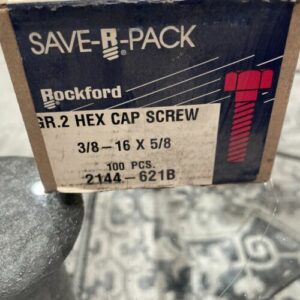 SAVE-R-PACK
Rockford
GR.2 HEX CAP SCREW
3/8-16 X 5/8
100 PCS.
2144-621B